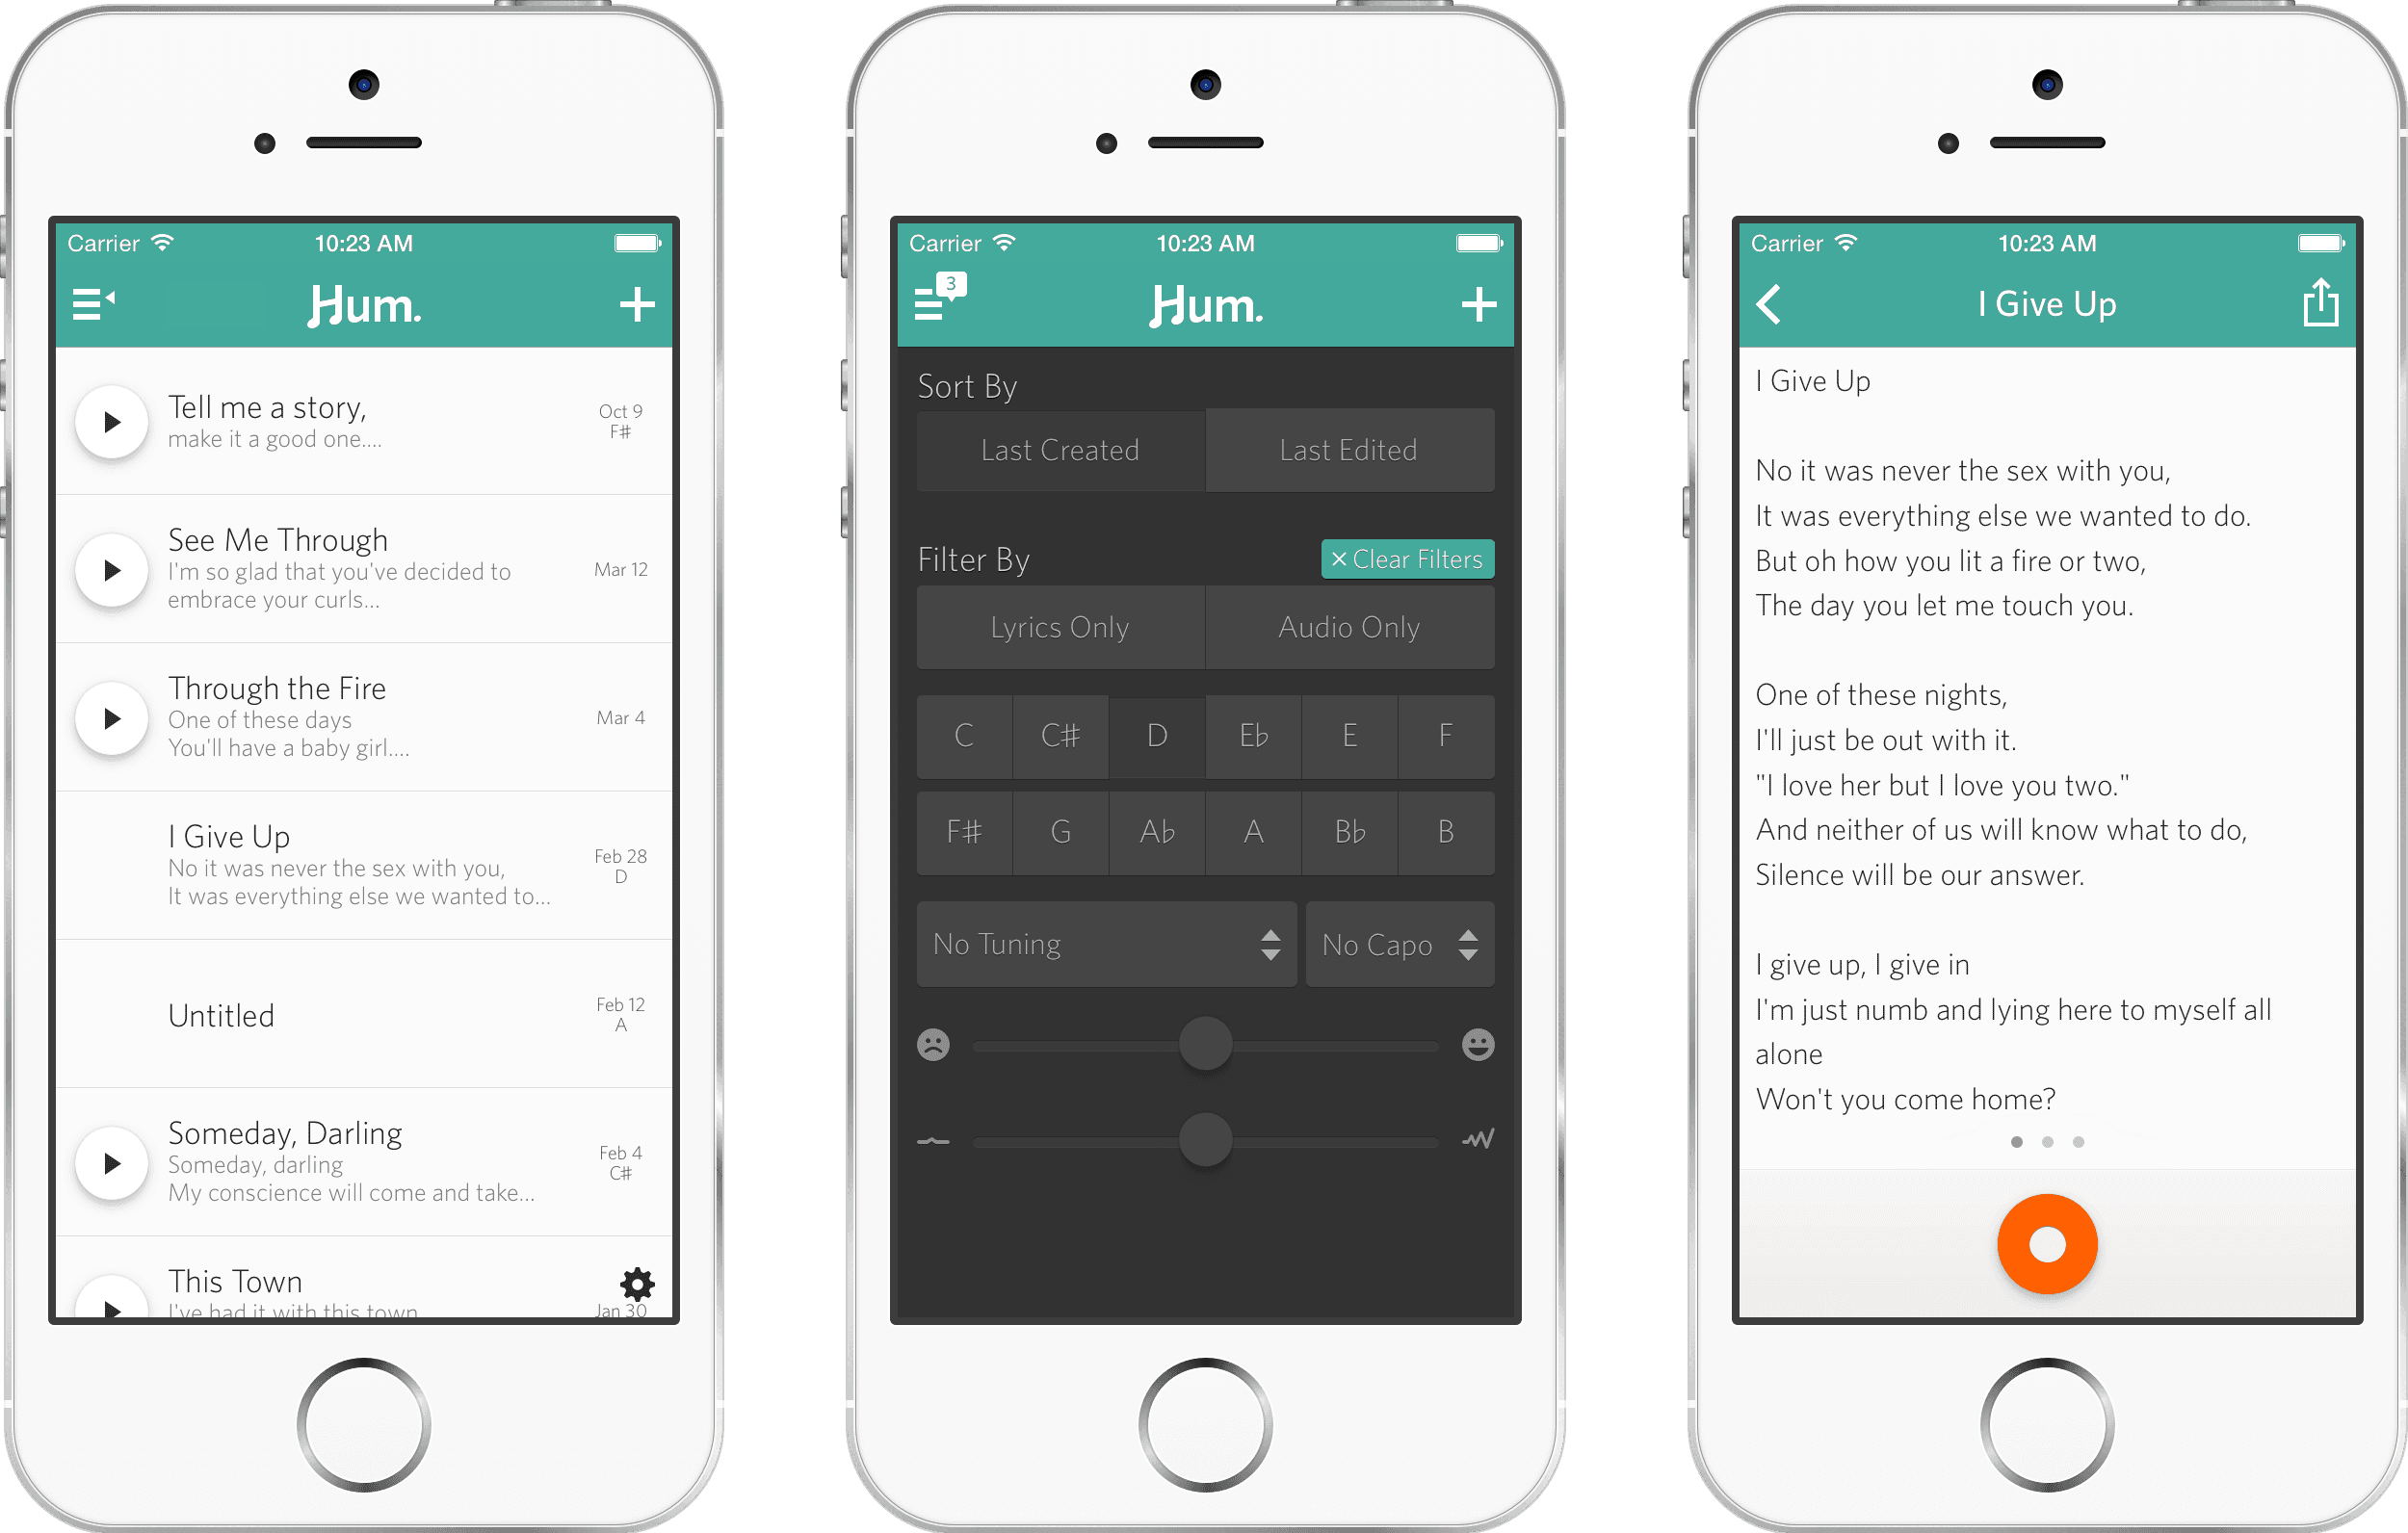 Carrier 10:23 AM
Hum.
Tell me a story,
make it a good one....
Oct 9
F♯
See Me Through
I'm so glad that you've decided to
embrace your curls...
Mar 12
Through the Fire
One of these days
You'll have a baby girl....
Mar 4
I Give Up
No it was never the sex with you,
It was everything else we wanted to...
Feb 28
D
Untitled
Feb 12
A
Someday, Darling
Someday, darling
My conscience will come and take...
Feb 4
C♯
This Town
I've had it with this town
Jan 30
Carrier 10:23 AM
3
Hum.
Sort By
Last Created Last Edited
Filter By × Clear Filters
Lyrics Only Audio Only
C C♯ D E♭ E F
F♯ G A♭ A B♭ B
No Tuning No Capo
Carrier 10:23 AM
I Give Up
I Give Up
No it was never the sex with you,
It was everything else we wanted to do.
But oh how you lit a fire or two,
The day you let me touch you.
One of these nights,
I'll just be out with it.
"I love her but I love you two."
And neither of us will know what to do,
Silence will be our answer.
I give up, I give in
I'm just numb and lying here to myself all
alone
Won't you come home?